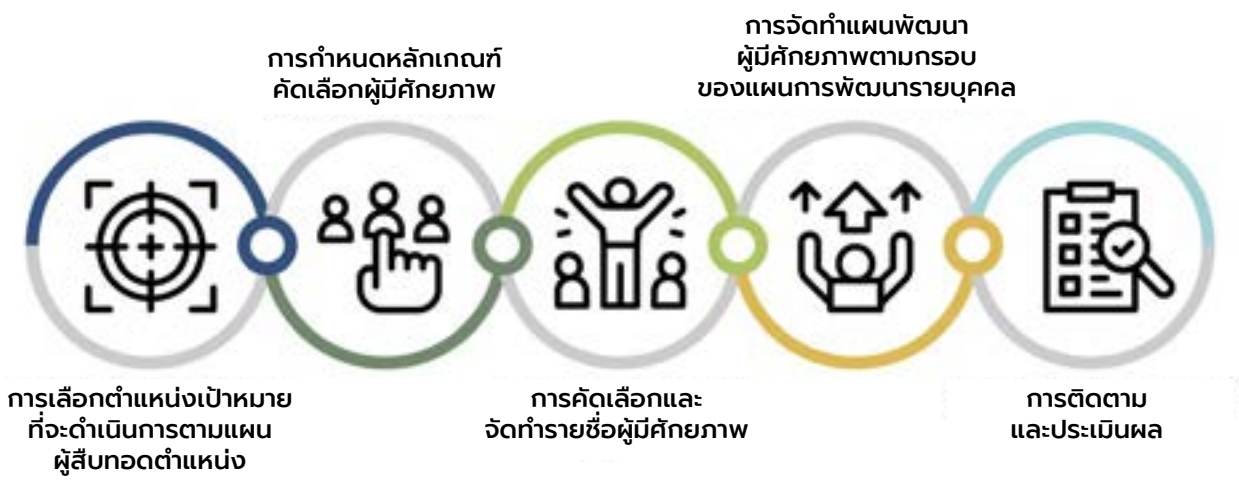 การเลือกตำแหน่งเป้าหมาย
ที่จะดำเนินการตามแผน
ผู้สืบทอดตำแหน่ง
การกำหนดหลักเกณฑ์
คัดเลือกผู้มีศักยภาพ
การคัดเลือกและ
จัดทำรายชื่อผู้มีศักยภาพ
การจัดทำแผนพัฒนา
ผู้มีศักยภาพตามกรอบ
ของแผนการพัฒนารายบุคคล
การติดตาม
และประเมินผล